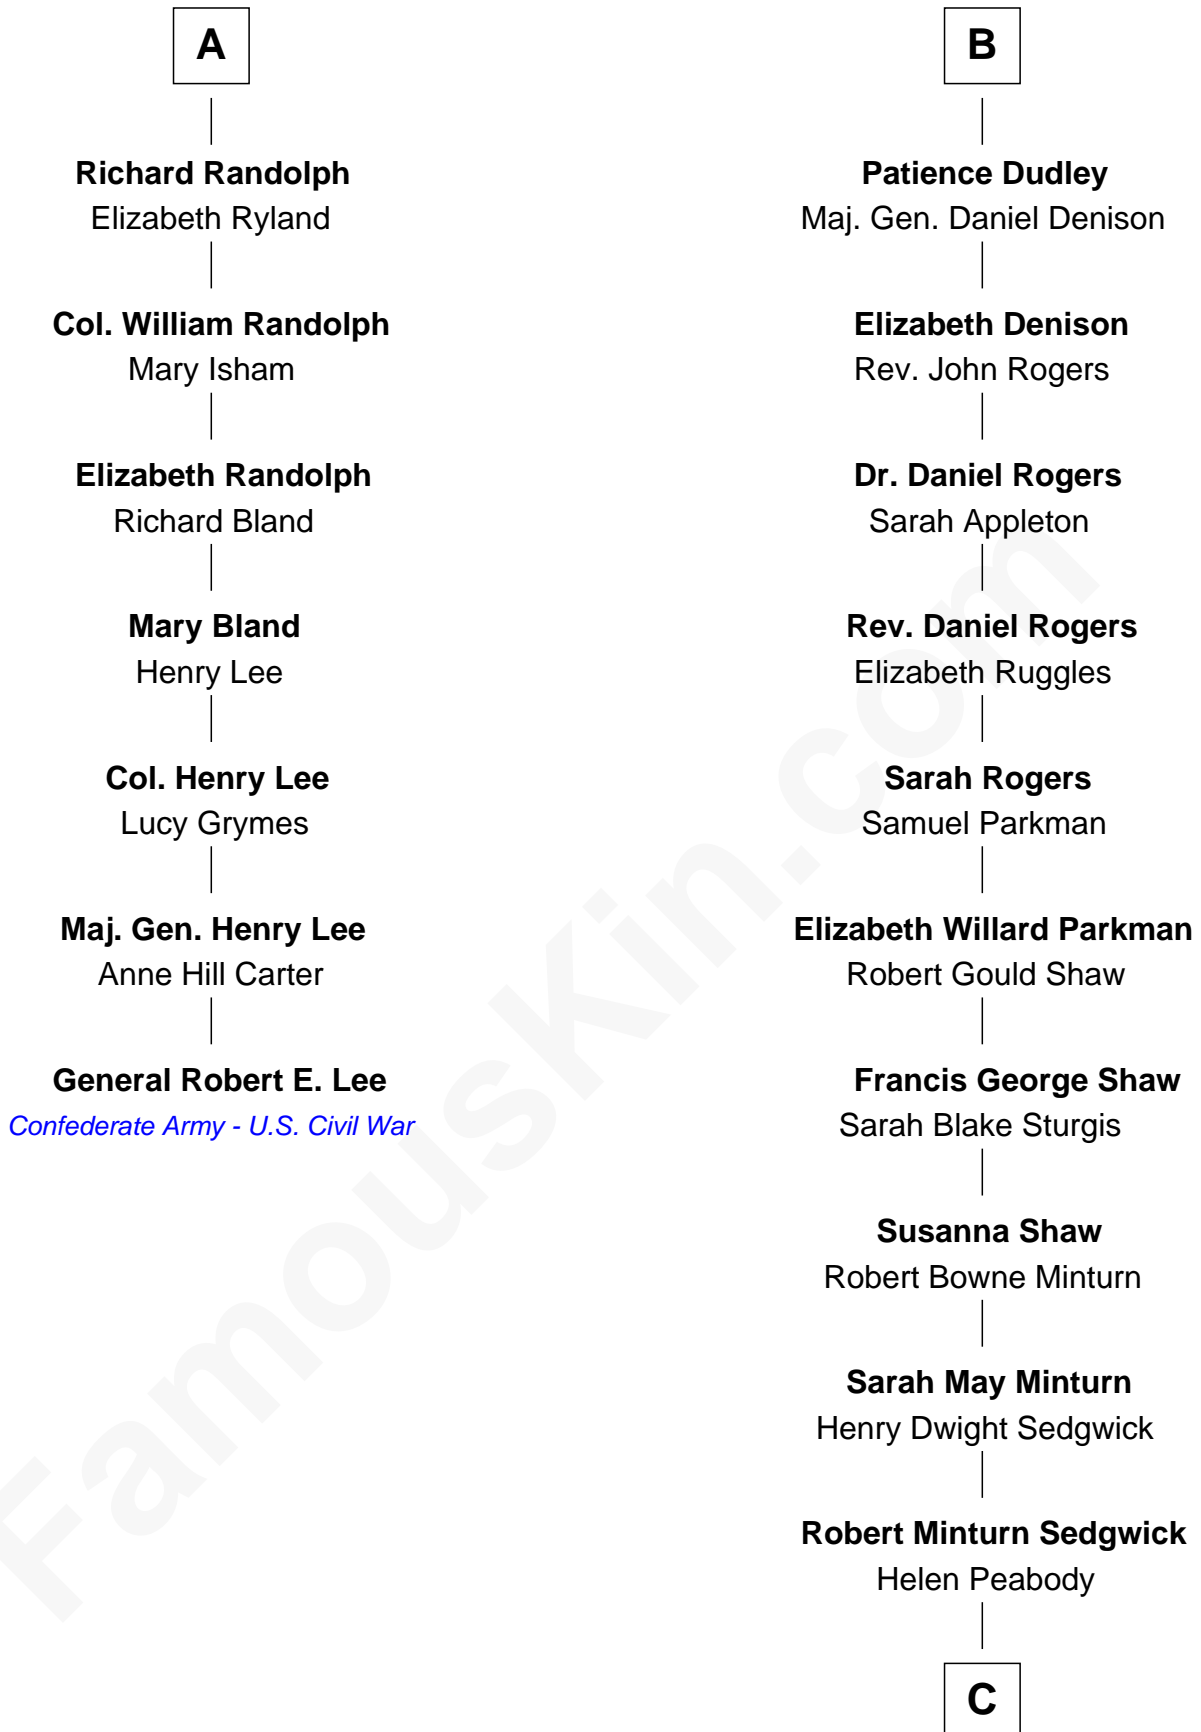 A
Richard Randolph
Elizabeth Ryland
Col. William Randolph
Mary Isham
Elizabeth Randolph
Richard Bland
Mary Bland
Henry Lee
Col. Henry Lee
Lucy Grymes
Maj. Gen. Henry Lee
Anne Hill Carter
General Robert E. Lee
Confederate Army - U.S. Civil War
B
Patience Dudley
Maj. Gen. Daniel Denison
Elizabeth Denison
Rev. John Rogers
Dr. Daniel Rogers
Sarah Appleton
Rev. Daniel Rogers
Elizabeth Ruggles
Sarah Rogers
Samuel Parkman
Elizabeth Willard Parkman
Robert Gould Shaw
Francis George Shaw
Sarah Blake Sturgis
Susanna Shaw
Robert Bowne Minturn
Sarah May Minturn
Henry Dwight Sedgwick
Robert Minturn Sedgwick
Helen Peabody
C
FamousKin.com